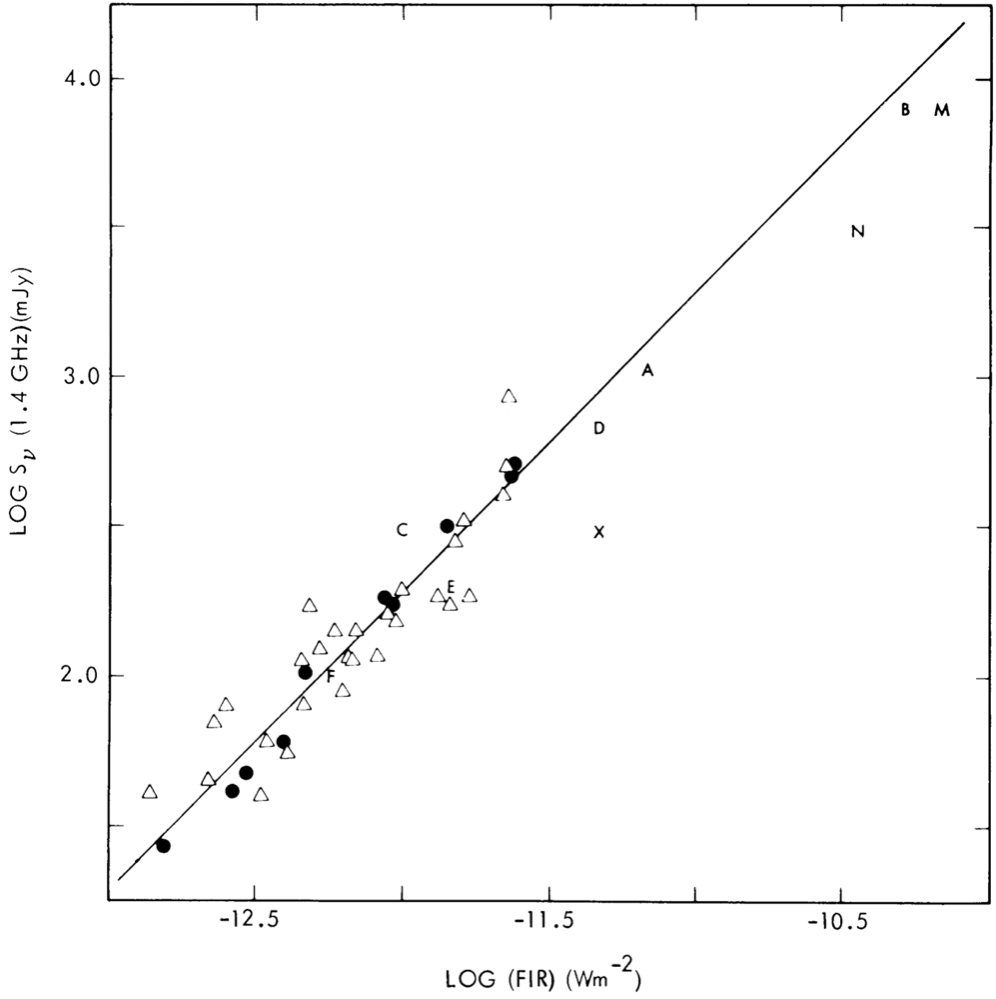 4.0
B M
N
3.0
A
D
C
X
E
2.0
F
LOG Sν (1.4 GHz)(mJy)
-12.5 -11.5 -10.5
LOG (FIR) (Wm-2)